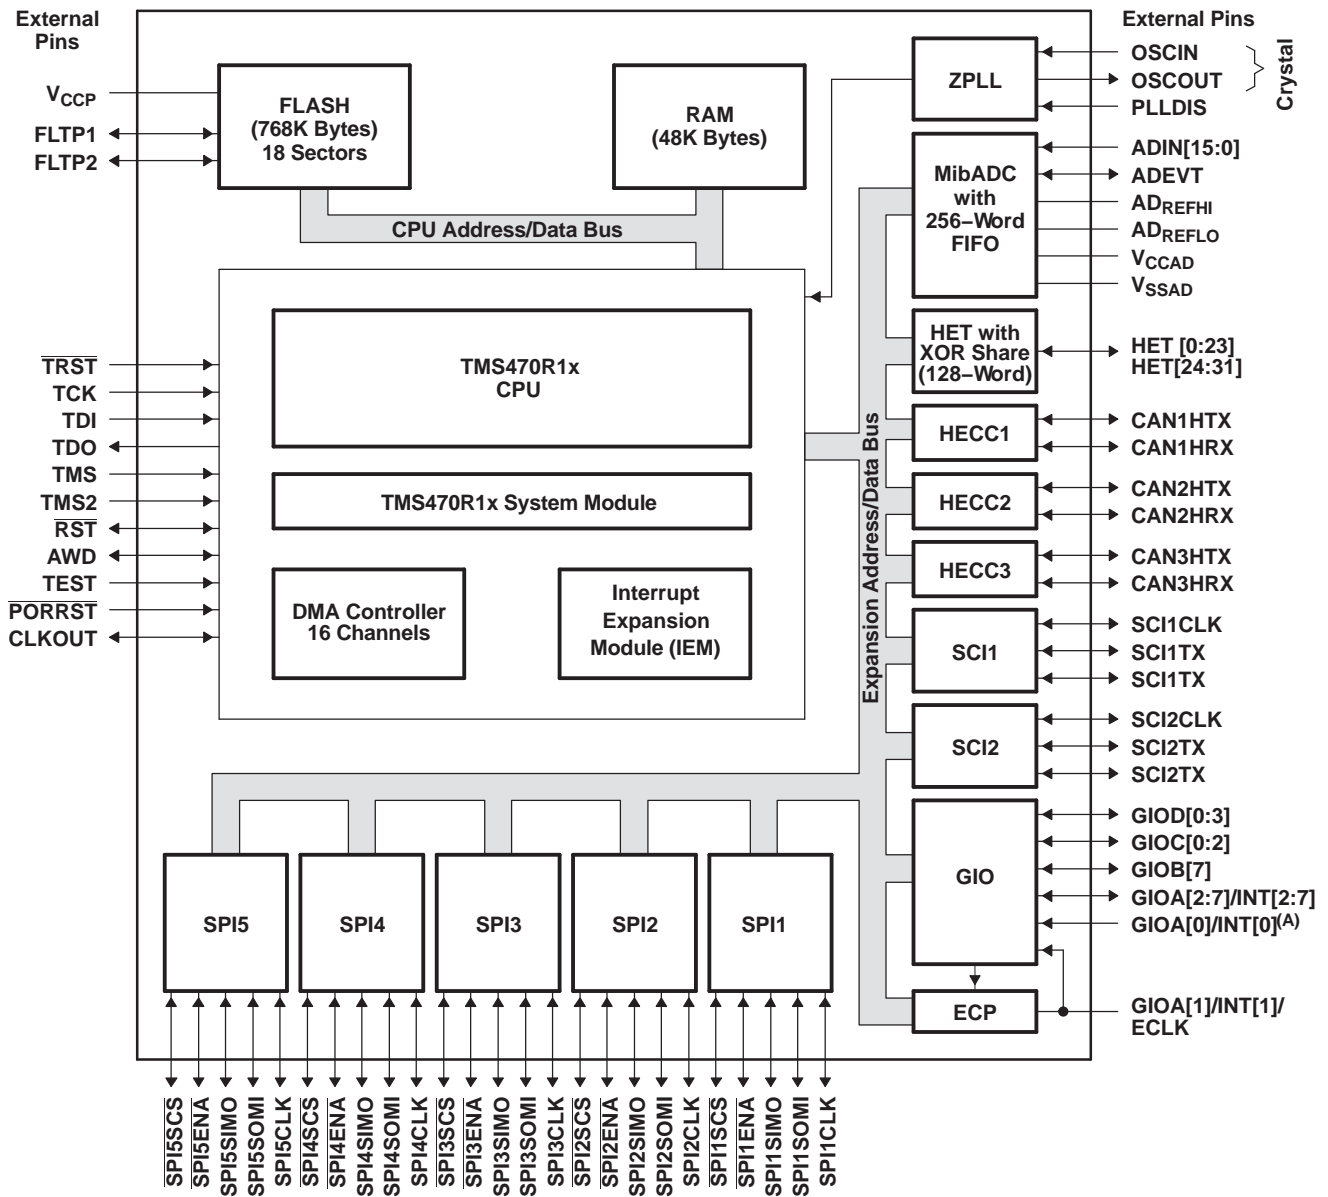 External
Pins
External Pins
V_CCP
FLTP1
FLTP2
FLASH
(768K Bytes)
18 Sectors
RAM
(48K Bytes)
CPU Address/Data Bus
ZPLL
OSCIN
OSCOUT
PLLDIS
Crystal
MibADC
with
256–Word
FIFO
ADIN[15:0]
ADEVT
AD_REFHI
AD_REFLO
V_CCAD
V_SSAD
TRST
TCK
TDI
TDO
TMS
TMS2
RST
AWD
TEST
PORRST
CLKOUT
TMS470R1x
CPU
TMS470R1x System Module
DMA Controller
16 Channels
Interrupt
Expansion
Module (IEM)
Expansion Address/Data Bus
HET with
XOR Share
(128–Word)
HET [0:23]
HET[24:31]
HECC1
CAN1HTX
CAN1HRX
HECC2
CAN2HTX
CAN2HRX
HECC3
CAN3HTX
CAN3HRX
SCI1
SCI1CLK
SCI1TX
SCI1TX
SCI2
SCI2CLK
SCI2TX
SCI2TX
GIO
GIOD[0:3]
GIOC[0:2]
GIOB[7]
GIOA[2:7]/INT[2:7]
GIOA[0]/INT[0](A)
ECP
GIOA[1]/INT[1]/
ECLK
SPI5
SPI4
SPI3
SPI2
SPI1
SPI5SCS
SPI5ENA
SPI5SIMO
SPI5SOMI
SPI5CLK
SPI4SCS
SPI4ENA
SPI4SIMO
SPI4SOMI
SPI4CLK
SPI3SCS
SPI3ENA
SPI3SIMO
SPI3SOMI
SPI3CLK
SPI2SCS
SPI2ENA
SPI2SIMO
SPI2SOMI
SPI2CLK
SPI1SCS
SPI1ENA
SPI1SIMO
SPI1SOMI
SPI1CLK